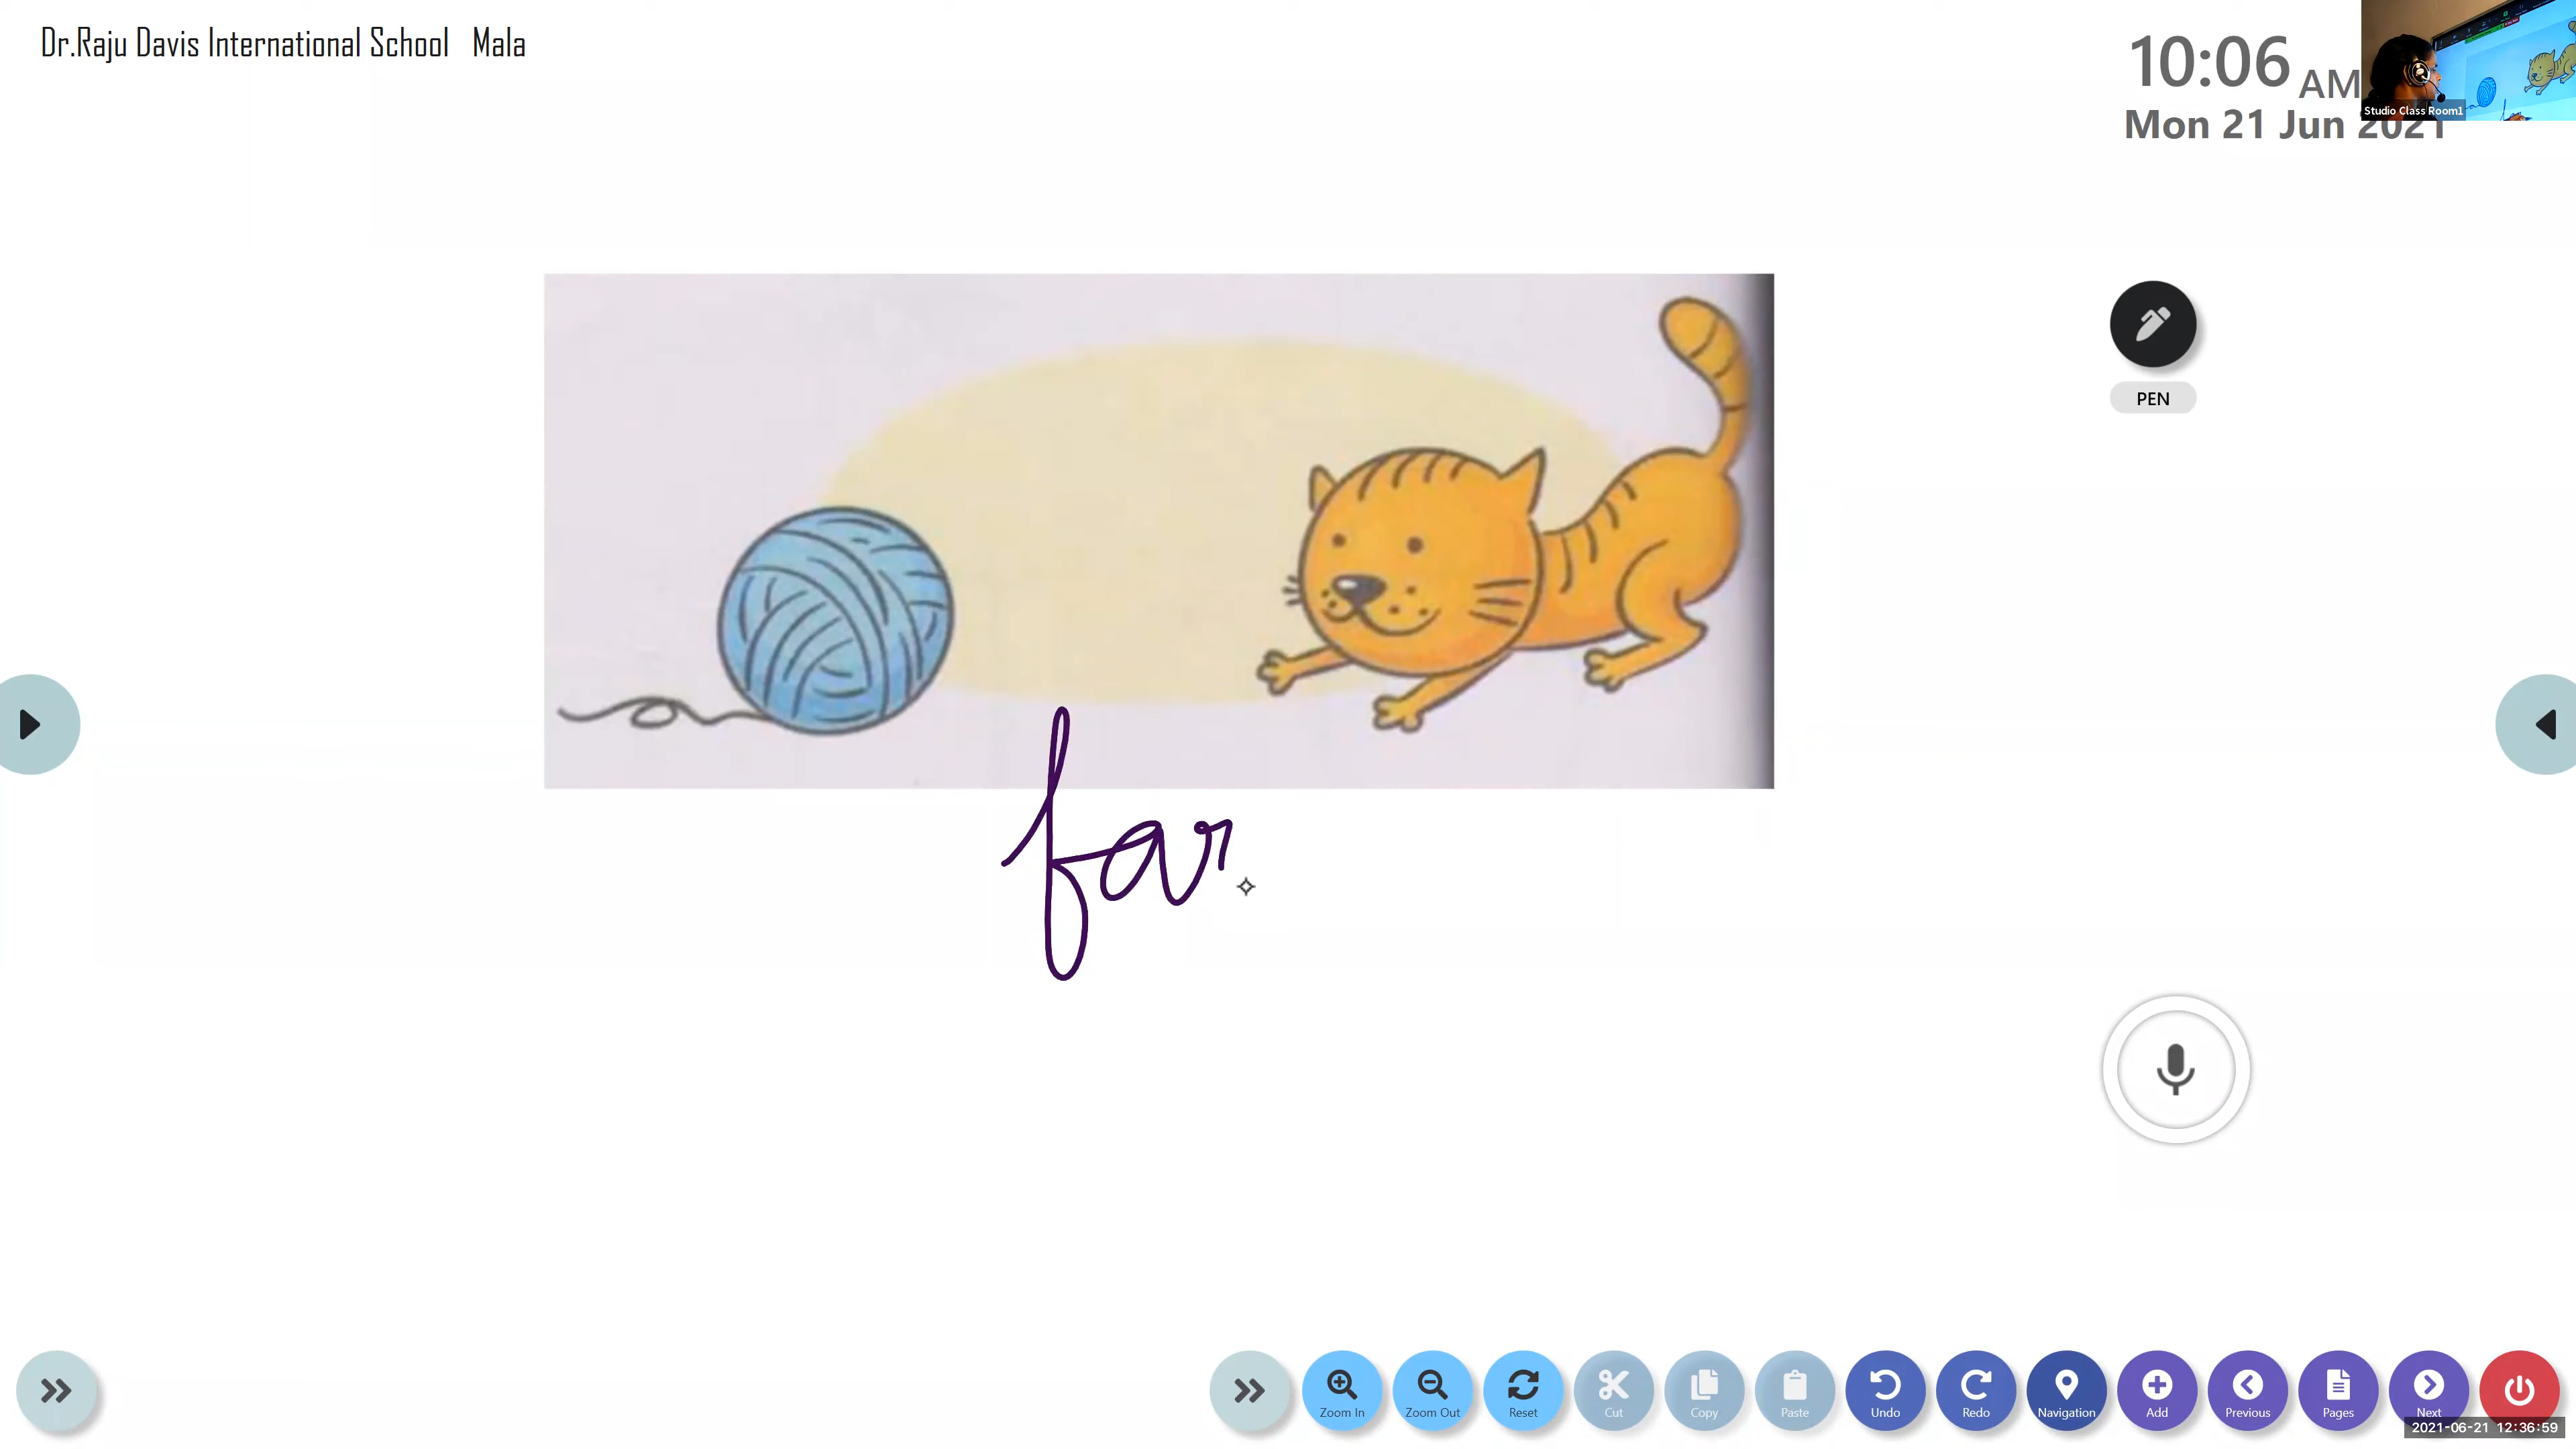 Dr.Raju Davis International School Mala
10:06 AM
Mon 21 Jun 2021
Studio Class Room1
PEN
far
Zoom In
Zoom Out
Reset
Cut
Copy
Paste
Undo
Redo
Navigation
Add
Previous
Pages
Next
2021-06-21 12:36:59